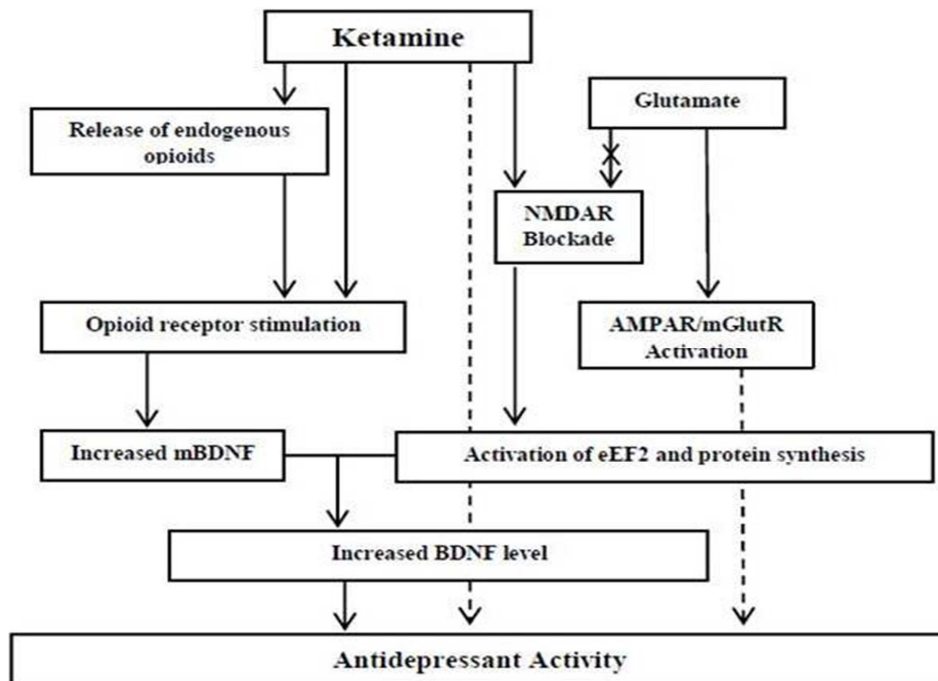 Ketamine
Glutamate
Release of endogenous
opioids
NMDAR
Blockade
Opioid receptor stimulation
AMPAR/mGlutR
Activation
Increased mBDNF
Activation of eEF2 and protein synthesis
Increased BDNF level
Antidepressant Activity